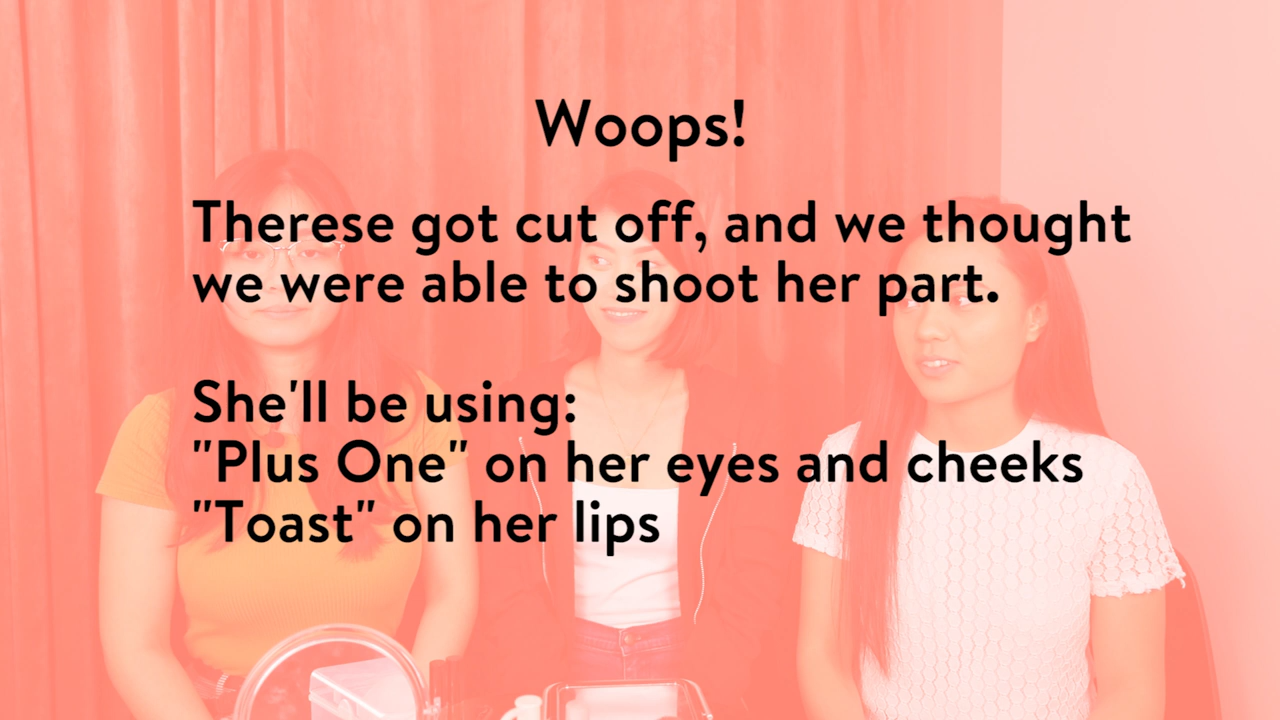 Woops!
Therese got cut off, and we thought
we were able to shoot her part.
She'll be using:
"Plus One" on her eyes and cheeks
"Toast" on her lips